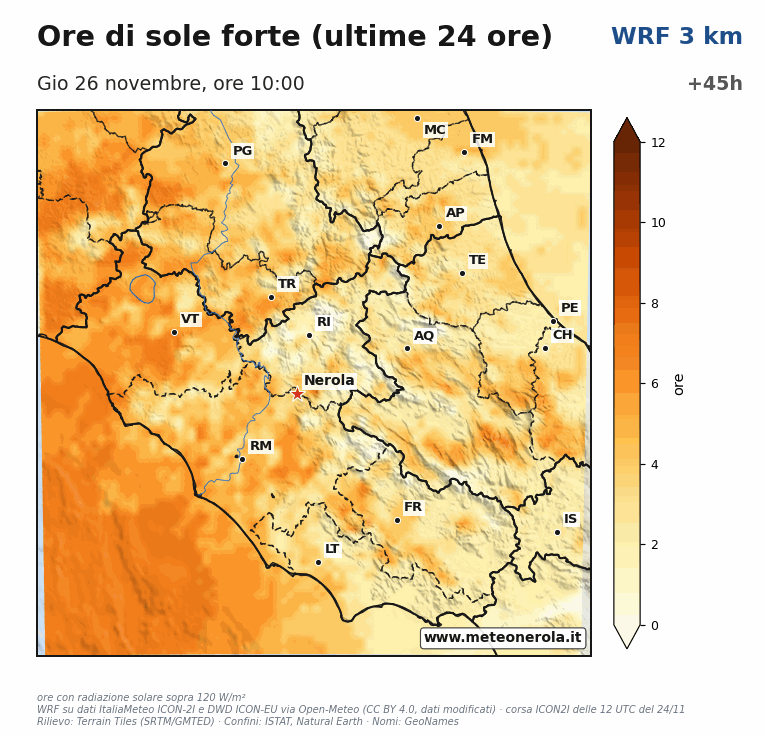 Ore di sole forte (ultime 24 ore)
WRF 3 km
Gio 26 novembre, ore 10:00
+45h
MC
FM
PG
AP
TE
TR
PE
VT
RI
AQ
CH
Nerola
RM
FR
IS
LT
www.meteonerola.it
12
10
8
6
4
2
0
ore
ore con radiazione solare sopra 120 W/m²
WRF su dati ItaliaMeteo ICON-2I e DWD ICON-EU via Open-Meteo (CC BY 4.0, dati modificati) · corsa ICON2I delle 12 UTC del 24/11
Rilievo: Terrain Tiles (SRTM/GMTED) · Confini: ISTAT, Natural Earth · Nomi: GeoNames